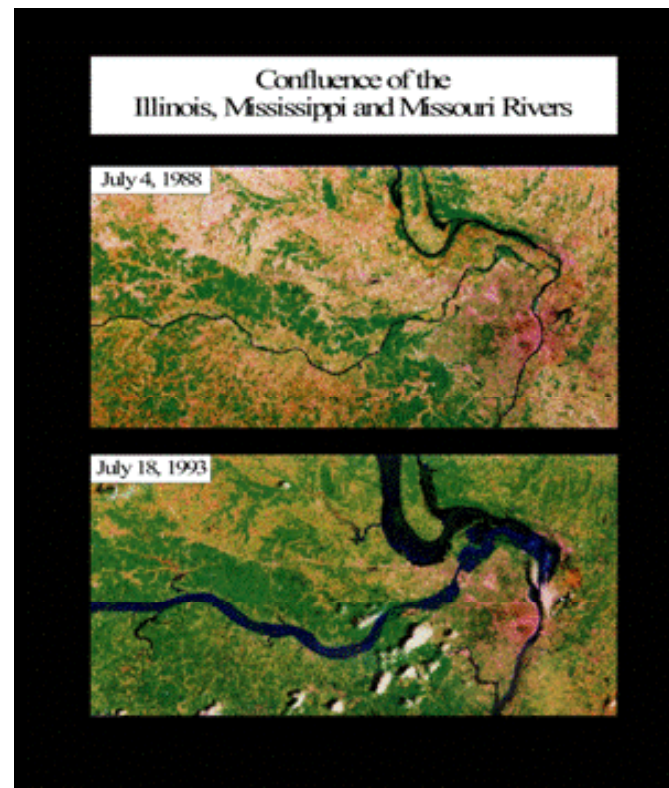 Confluence of the
Illinois, Mississippi and Missouri Rivers
July 4, 1988
July 18, 1993